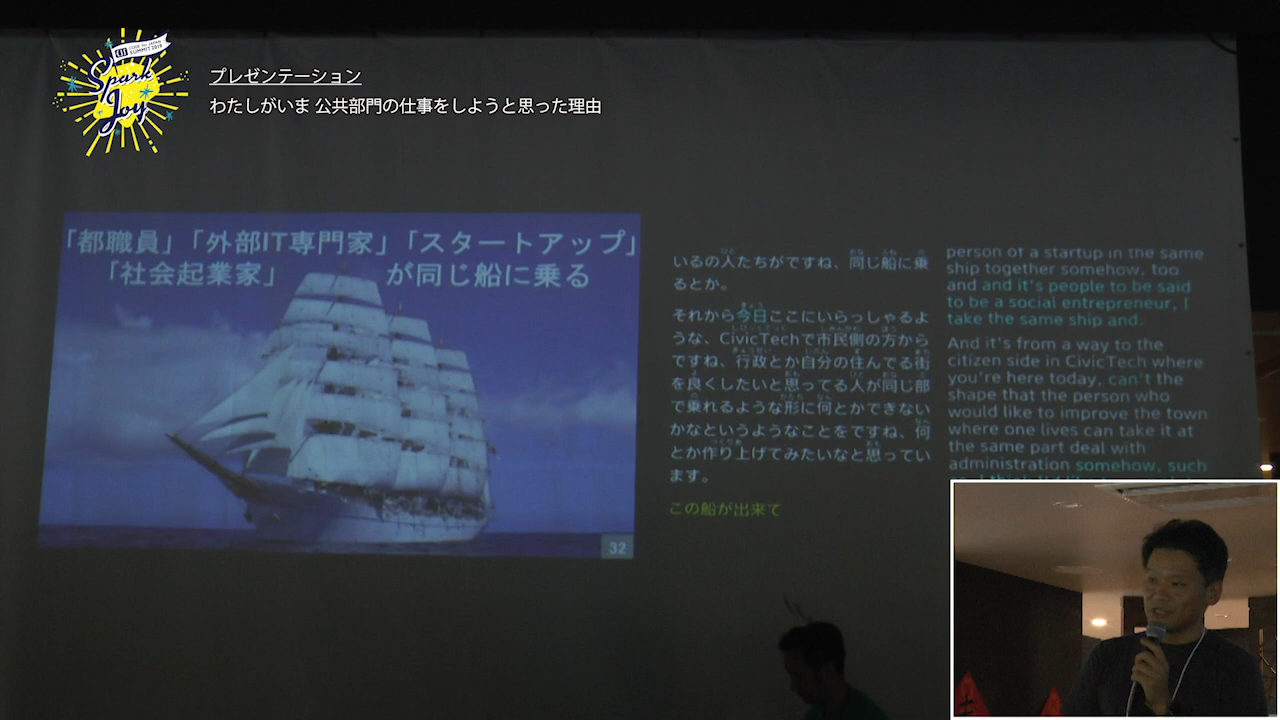 CODE for JAPAN
SUMMIT 2019
Spark
Joy
プレゼンテーション
わたしがいま 公共部門の仕事をしようと思った理由
「都職員」「外部IT専門家」「スタートアップ」
「社会起業家」 が同じ船に乗る
32
いるの人たちがですね、同じ船に乗
るとか。
それから今日ここにいらっしゃるよ
うな、CivicTechで市民側の方から
ですね、行政とか自分の住んでる街
を良くしたいと思ってる人が同じ部
で乗れるような形に何とかできない
かなというようなことをですね、何
とか作り上げてみたいなと思ってい
ます。
この船が出来て
person of a startup in the same
ship together somehow, too
and and it's people to be said
to be a social entrepreneur, I
take the same ship and.
And it's from a way to the
citizen side in CivicTech where
you're here today, can't the
shape that the person who
would like to improve the town
where one lives can take it at
the same part deal with
administration somehow, such